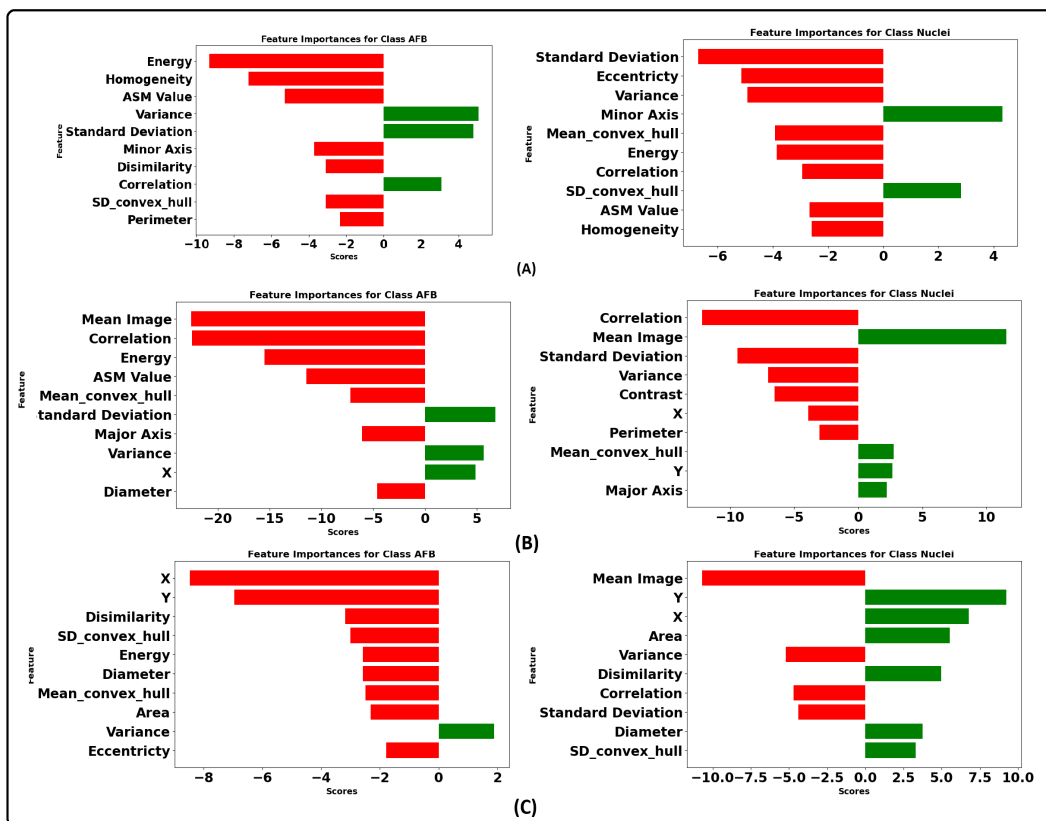 Feature Importances for Class AFB
Energy
Homogeneity
ASM Value
Variance
Standard Deviation
Minor Axis
Disimilarity
Correlation
SD_convex_hull
Perimeter
Feature
−10 −8 −6 −4 −2 0 2 4
Scores
Feature Importances for Class Nuclei
Standard Deviation
Eccentricty
Variance
Minor Axis
Mean_convex_hull
Energy
Correlation
SD_convex_hull
ASM Value
Homogeneity
Feature
−6 −4 −2 0 2 4
Scores
(A)
Feature Importances for Class AFB
Mean Image
Correlation
Energy
ASM Value
Mean_convex_hull
tandard Deviation
Major Axis
Variance
X
Diameter
Feature
−20 −15 −10 −5 0 5
Scores
Feature Importances for Class Nuclei
Correlation
Mean Image
Standard Deviation
Variance
Contrast
X
Perimeter
Mean_convex_hull
Y
Major Axis
Feature
−10 −5 0 5 10
Scores
(B)
Feature Importances for Class AFB
X
Y
Disimilarity
SD_convex_hull
Energy
Diameter
Mean_convex_hull
Area
Variance
Eccentricty
Feature
−8 −6 −4 −2 0 2
Scores
Feature Importances for Class Nuclei
Mean Image
Y
X
Area
Variance
Disimilarity
Correlation
Standard Deviation
Diameter
SD_convex_hull
Feature
−10.0 −7.5 −5.0 −2.5 0.0 2.5 5.0 7.5 10.0
Scores
(C)